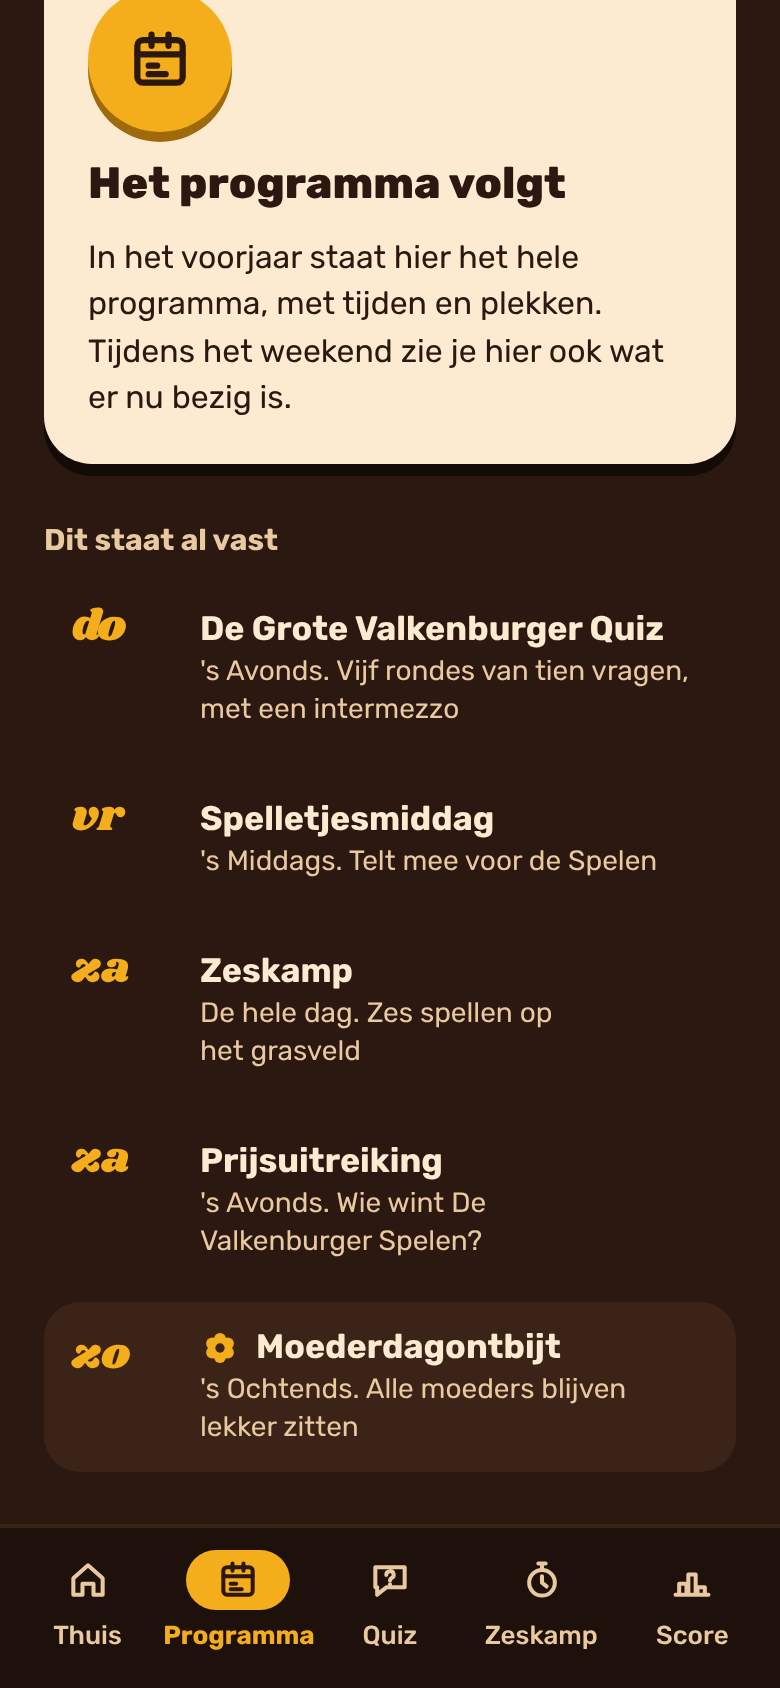 Het programma volgt
In het voorjaar staat hier het hele
programma, met tijden en plekken.
Tijdens het weekend zie je hier ook wat
er nu bezig is.
Dit staat al vast
do
De Grote Valkenburger Quiz
's Avonds. Vijf rondes van tien vragen,
met een intermezzo
vr
Spelletjesmiddag
's Middags. Telt mee voor de Spelen
za
Zeskamp
De hele dag. Zes spellen op
het grasveld
za
Prijsuitreiking
's Avonds. Wie wint De
Valkenburger Spelen?
zo
Moederdagontbijt
's Ochtends. Alle moeders blijven
lekker zitten
Thuis
Programma
Quiz
Zeskamp
Score